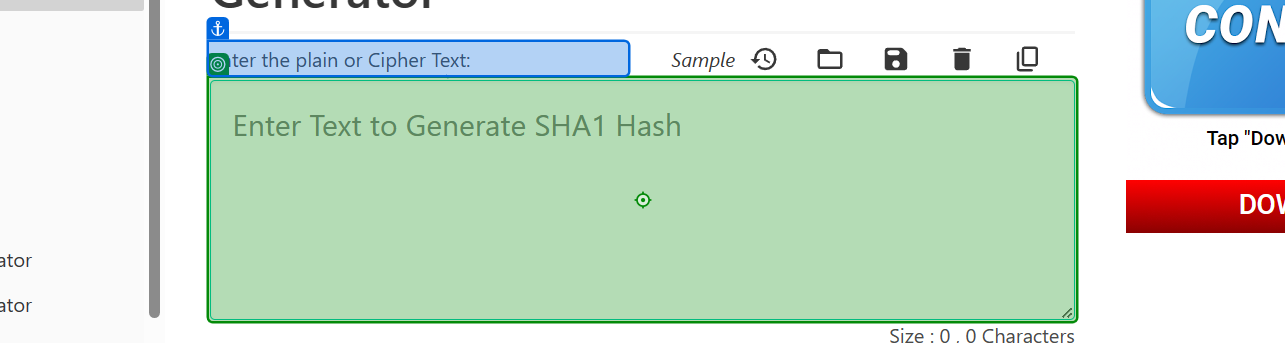 Generator
ter the plain or Cipher Text:
Sample
Enter Text to Generate SHA1 Hash
Size : 0 , 0 Characters
ator
ator
CON
Tap "Dow
DOW